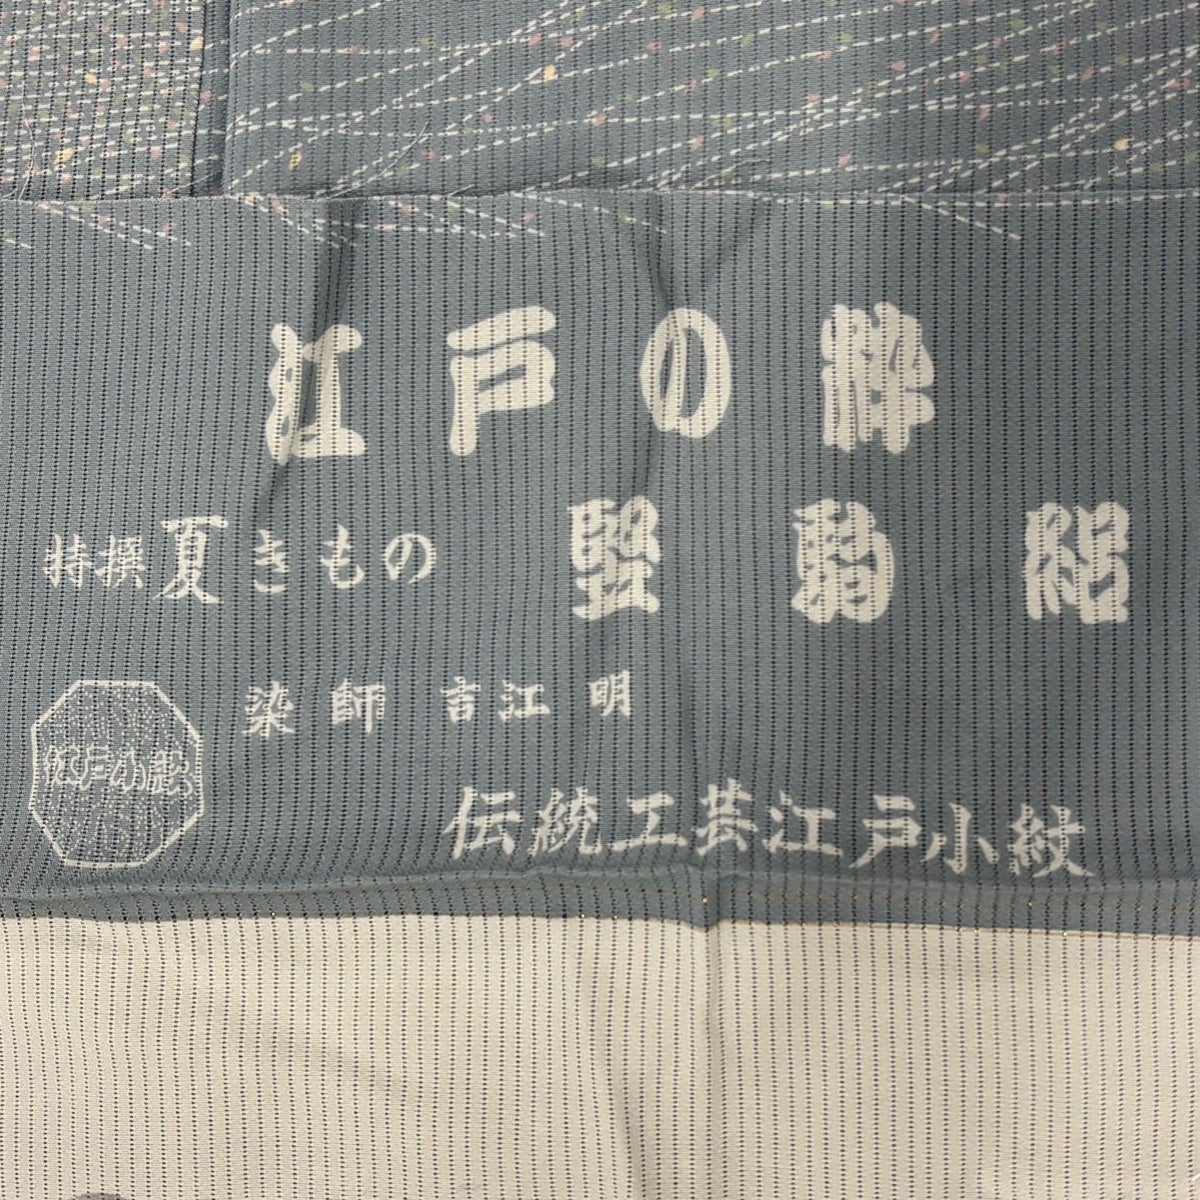 江戸の粋
特撰夏きもの 竪駒絽
染師 吉江 明
江戸小紋
伝統工芸江戸小紋